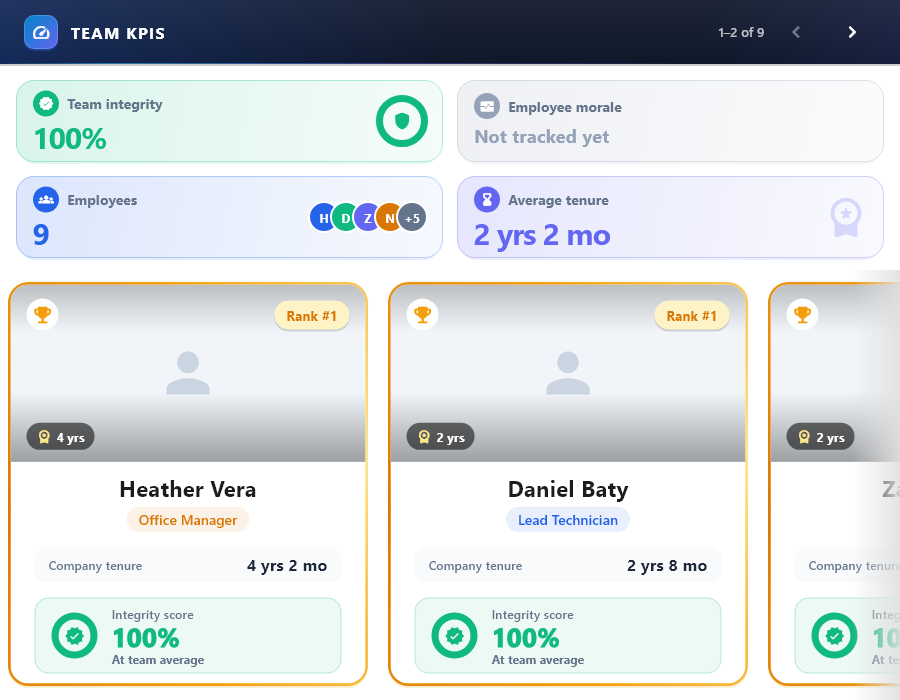 TEAM KPIS
1–2 of 9
Team integrity
100%
Employee morale
Not tracked yet
Employees
9
H D Z N +5
Average tenure
2 yrs 2 mo
Rank #1
4 yrs
Heather Vera
Office Manager
Company tenure 4 yrs 2 mo
Integrity score
100%
At team average
Rank #1
2 yrs
Daniel Baty
Lead Technician
Company tenure 2 yrs 8 mo
Integrity score
100%
At team average
2 yrs
Company tenure